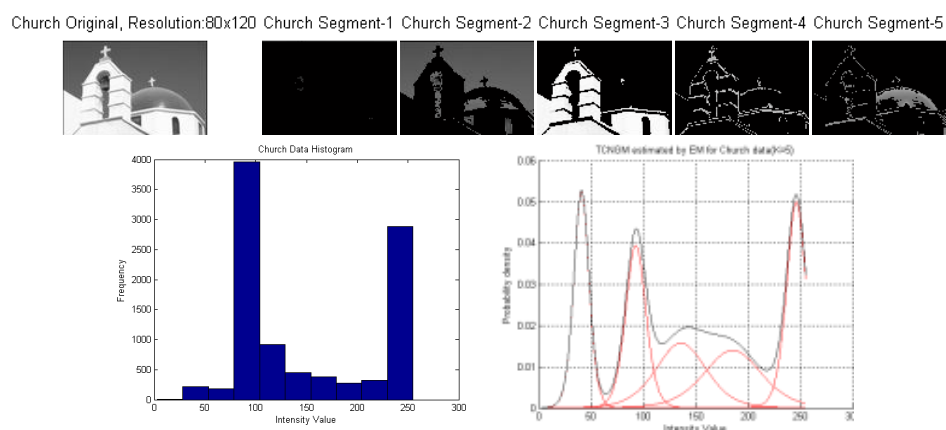 Church Original, Resolution:80x120
Church Segment-1
Church Segment-2
Church Segment-3
Church Segment-4
Church Segment-5
Church Data Histogram
4000
3500
3000
2500
2000
1500
1000
500
0
Frequency
0 50 100 150 200 250 300
Intensity Value
TCNGM estimated by EM for Church data(K=5)
0.06
0.05
0.04
0.03
0.02
0.01
0
Probability density
0 50 100 150 200 250
Intensity Value